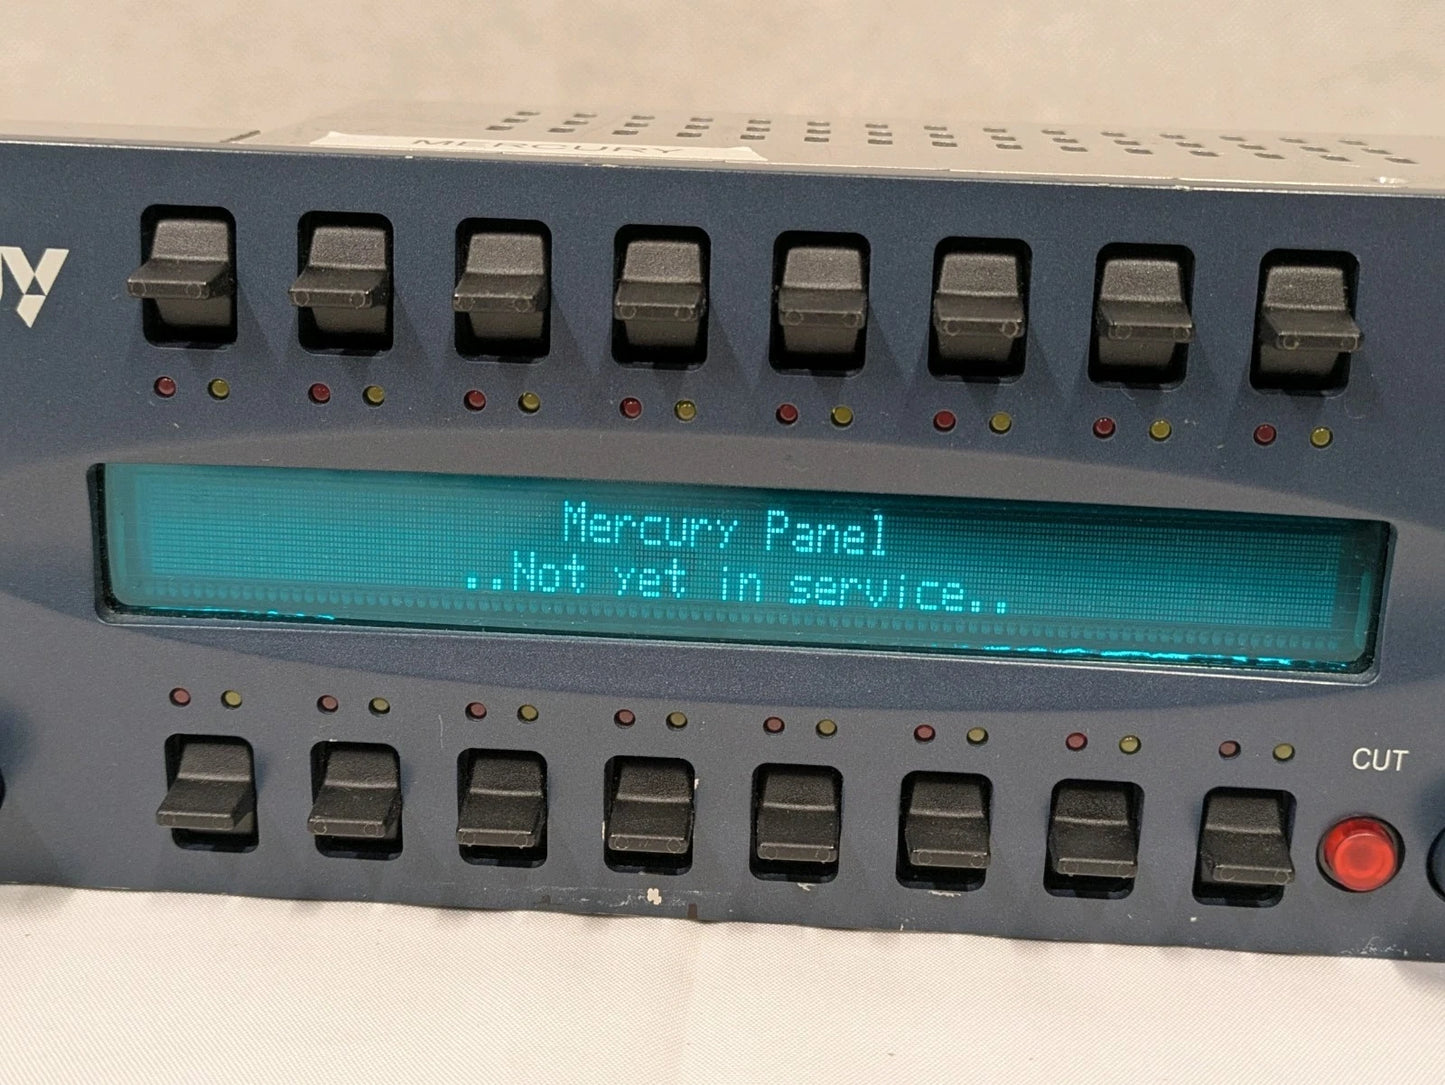 MERCURY
Mercury Panel
..Not yet in service..
CUT